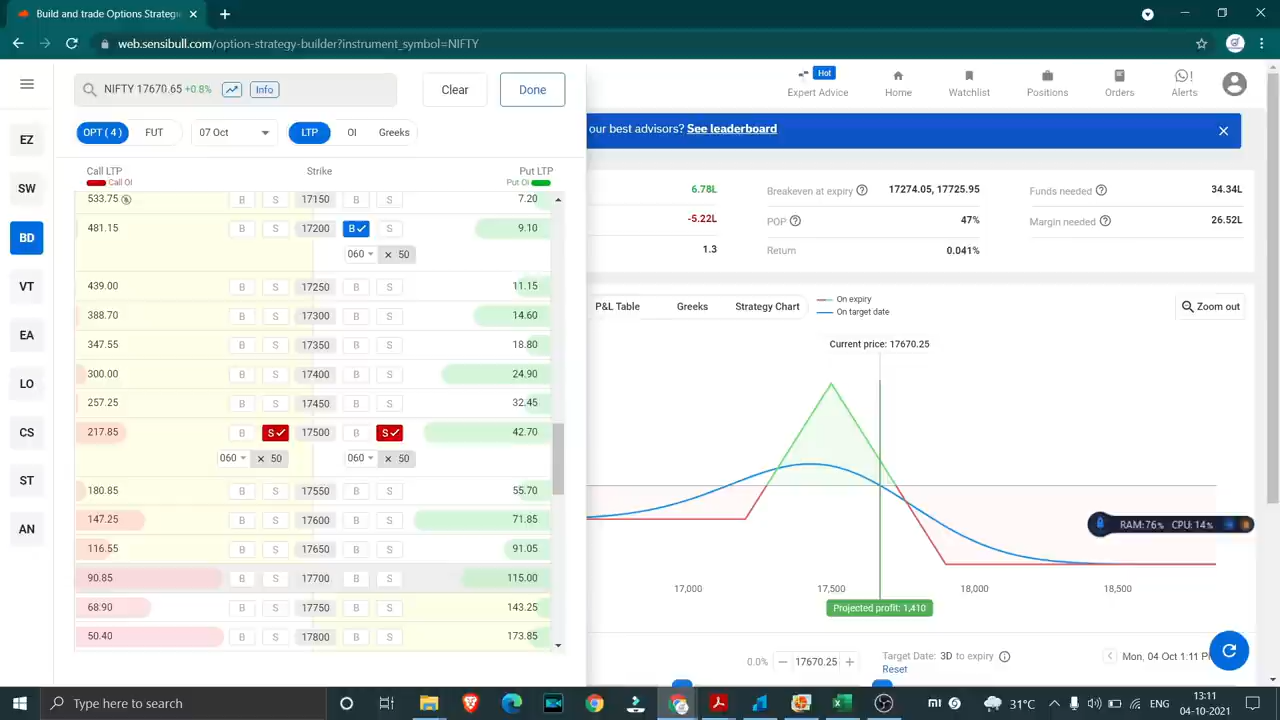 Build and trade Options Strategi
web.sensibull.com/option-strategy-builder?instrument_symbol=NIFTY
NIFTY 17670.65 +0.8% Info
Clear
Done
Hot
Expert Advice
Home
Watchlist
Positions
Orders
Alerts
EZ
SW
BD
VT
EA
LO
CS
ST
AN
OPT ( 4 )
FUT
07 Oct
LTP
OI
Greeks
our best advisors? See leaderboard
Call LTP
Call OI
Strike
Put LTP
Put OI
533.75 B S 17150 B S 7.20
481.15 B S 17200 B S 9.10
060 × 50
439.00 B S 17250 B S 11.15
388.70 B S 17300 B S 14.60
347.55 B S 17350 B S 18.80
300.00 B S 17400 B S 24.90
257.25 B S 17450 B S 32.45
217.85 B S 17500 B S 42.70
060 × 50 060 × 50
180.85 B S 17550 B S 55.70
147.25 B S 17600 B S 71.85
116.55 B S 17650 B S 91.05
90.85 B S 17700 B S 115.00
68.90 B S 17750 B S 143.25
50.40 B S 17800 B S 173.85
6.78L
-5.22L
1.3
Breakeven at expiry 17274.05, 17725.95
POP 47%
Return 0.041%
Funds needed 34.34L
Margin needed 26.52L
P&L Table
Greeks
Strategy Chart
On expiry
On target date
Zoom out
Current price: 17670.25
RAM:76% CPU:14%
17,000
17,500
18,000
18,500
Projected profit: 1,410
0.0% − 17670.25 +
Target Date: 3D to expiry
Reset
Mon, 04 Oct 1:11 P
Type here to search
31°C
ENG
13:11
04-10-2021